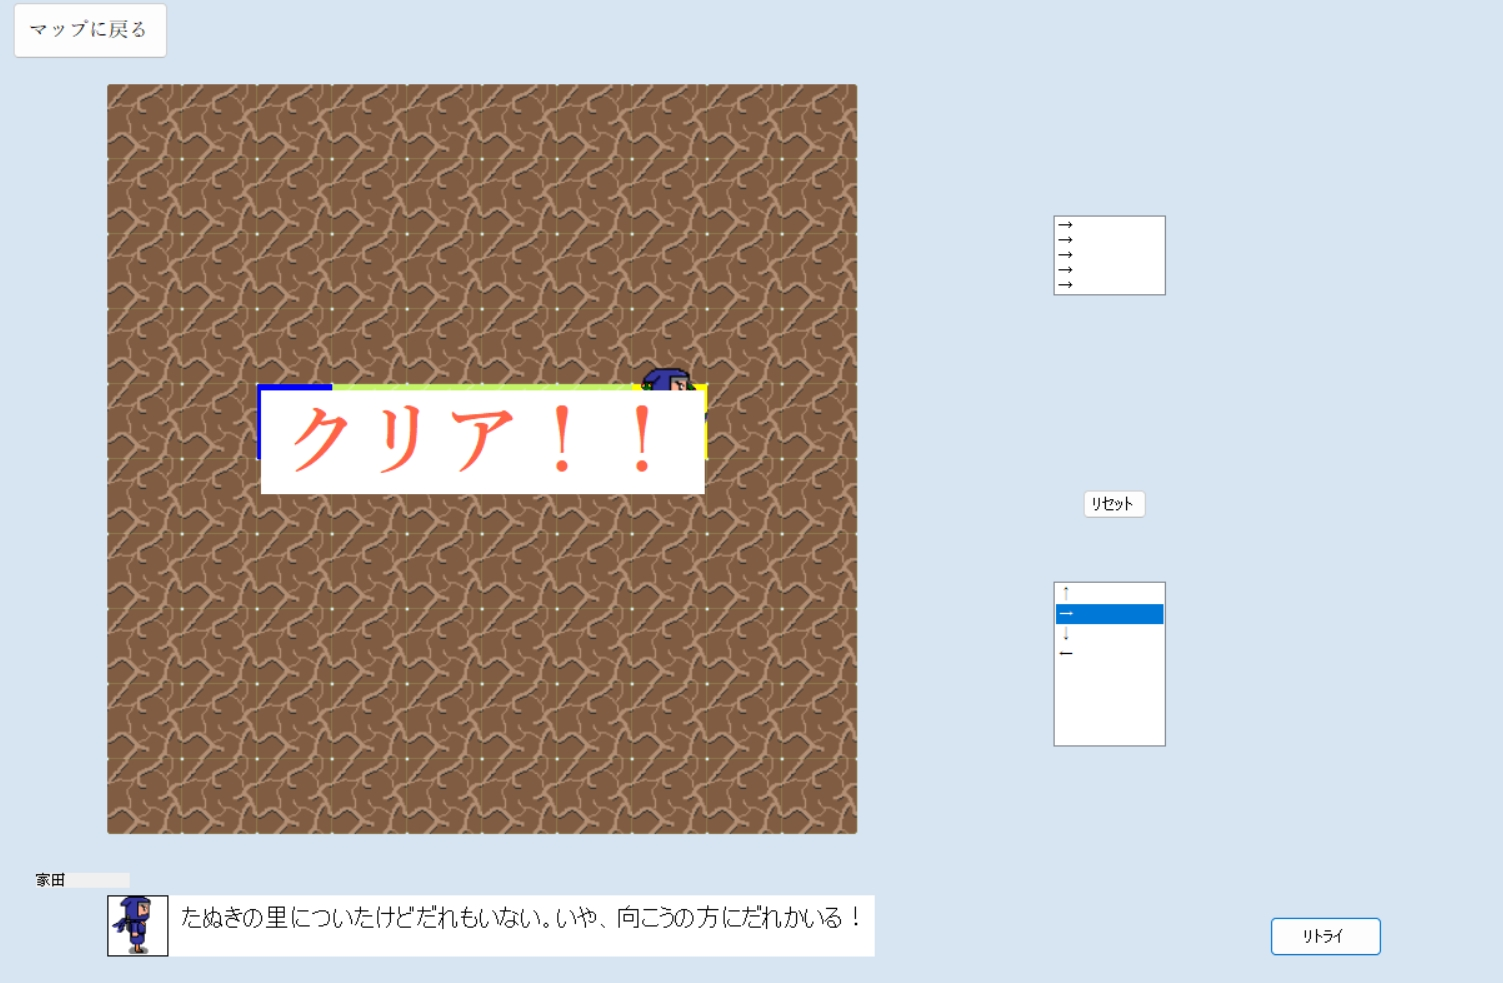 マップに戻る
→
→
→
→
→
クリア！！
リセット
↑
→
↓
←
家田
たぬきの里についたけどだれもいない。いや、向こうの方にだれかいる！
リトライ